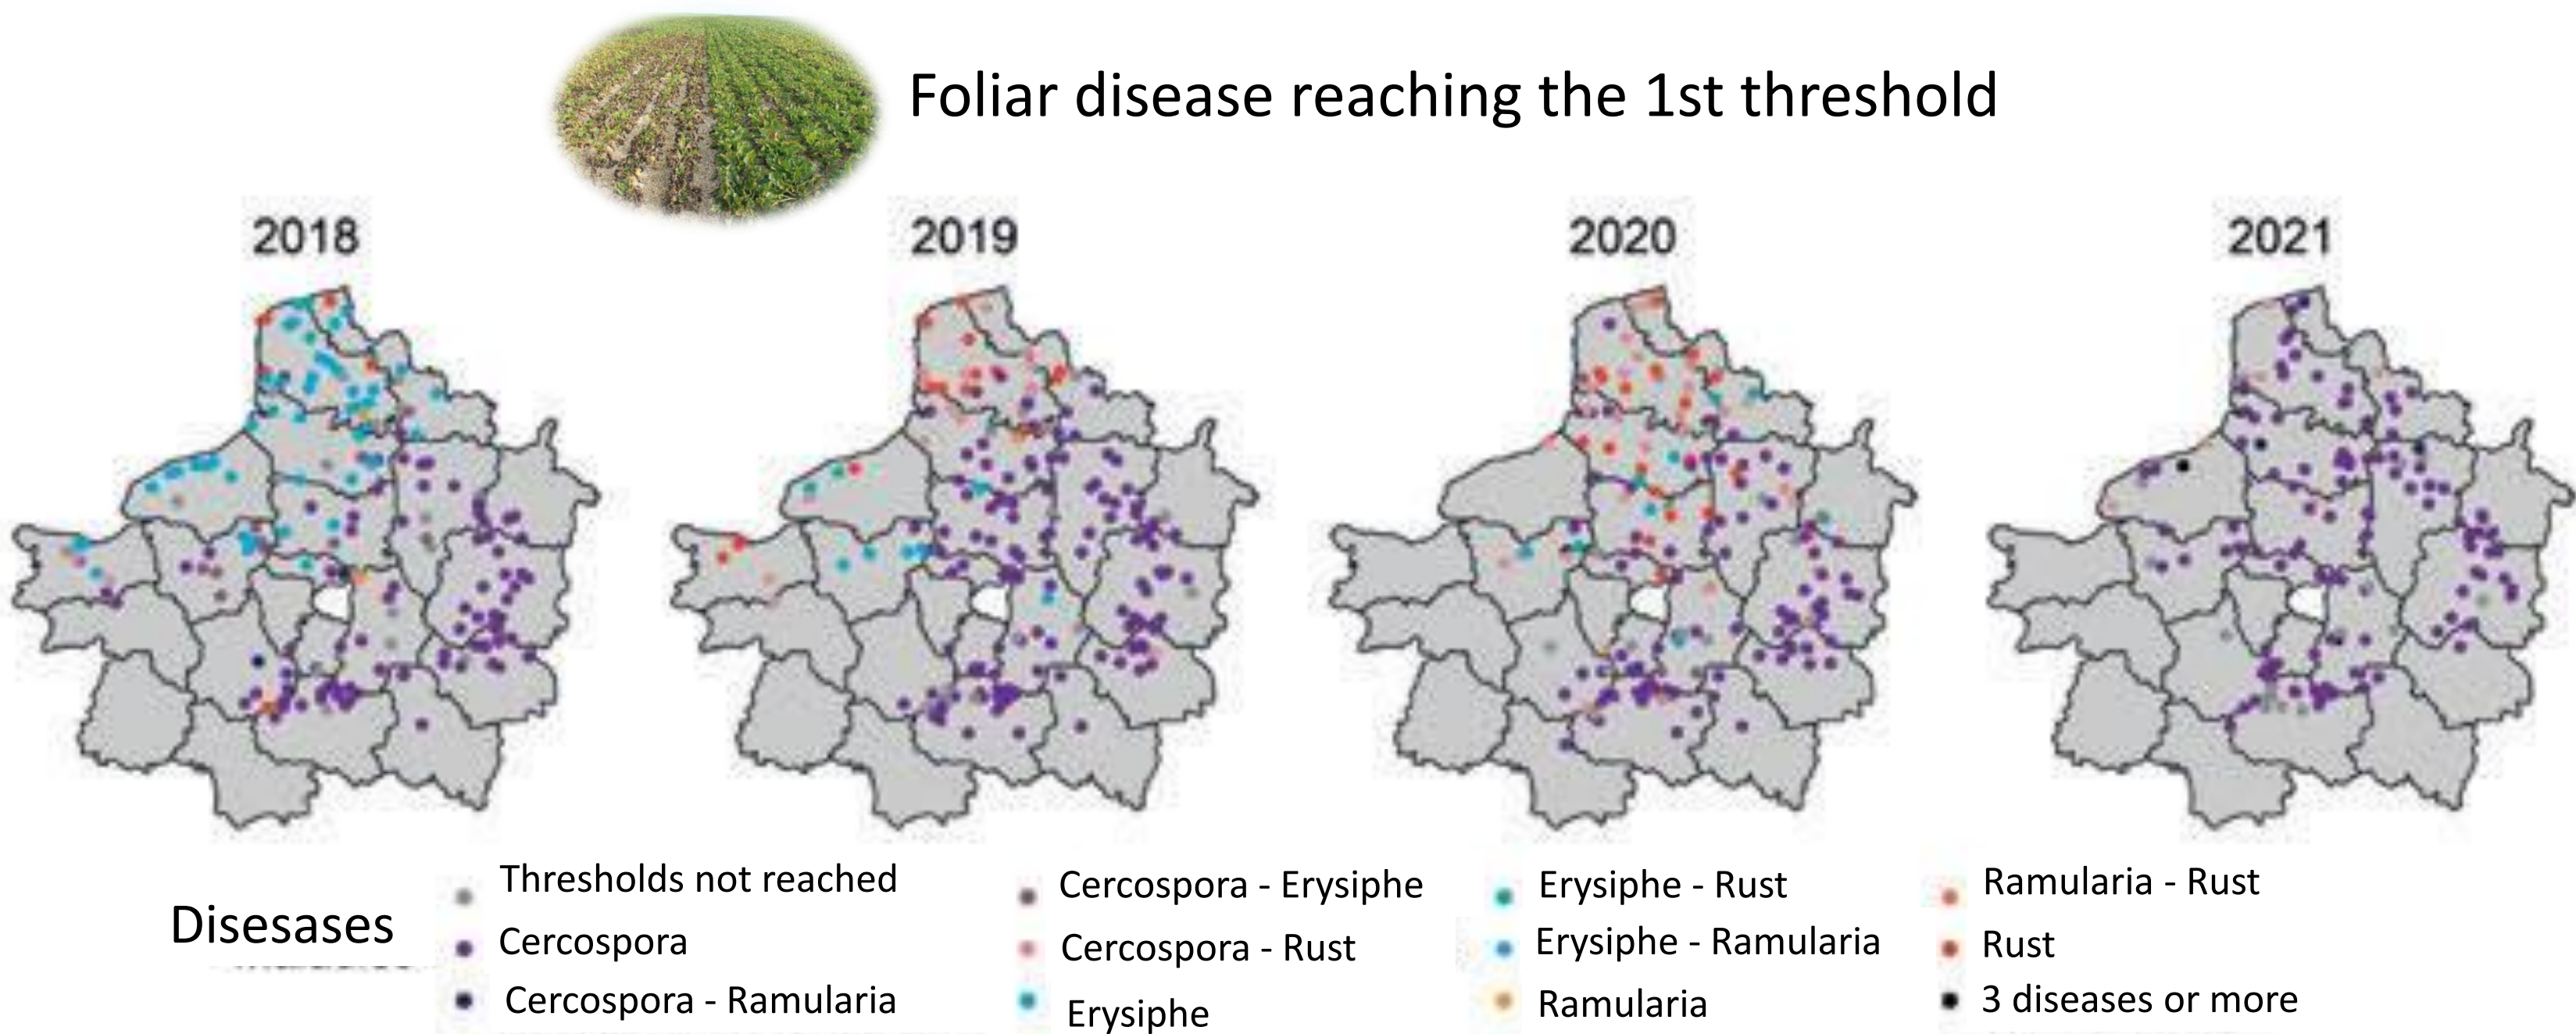 Foliar disease reaching the 1st threshold
2018
2019
2020
2021
Disesases
Thresholds not reached
Cercospora
Cercospora - Ramularia
Cercospora - Erysiphe
Cercospora - Rust
Erysiphe
Erysiphe - Rust
Erysiphe - Ramularia
Ramularia
Ramularia - Rust
Rust
3 diseases or more